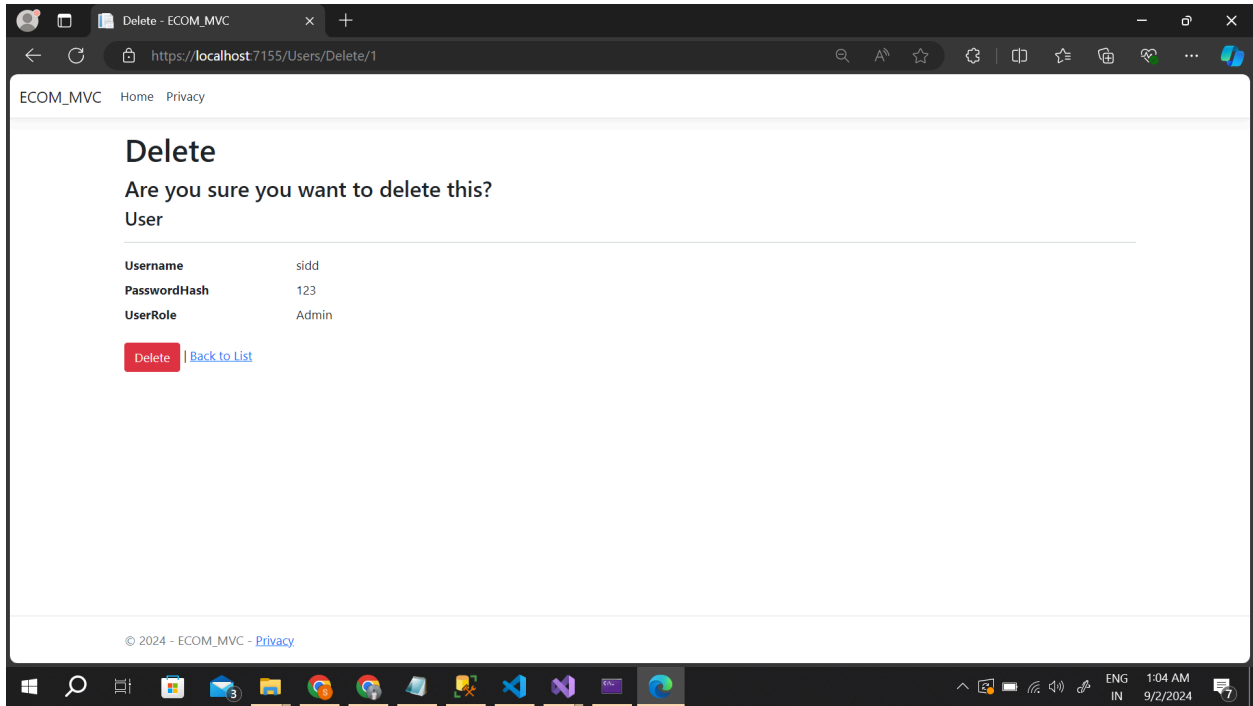 Delete - ECOM_MVC
https://localhost:7155/Users/Delete/1
ECOM_MVC Home Privacy
Delete
Are you sure you want to delete this?
User
Username sidd
PasswordHash 123
UserRole Admin
Delete | Back to List
© 2024 - ECOM_MVC - Privacy
3
ENG 1:04 AM
IN 9/2/2024
7